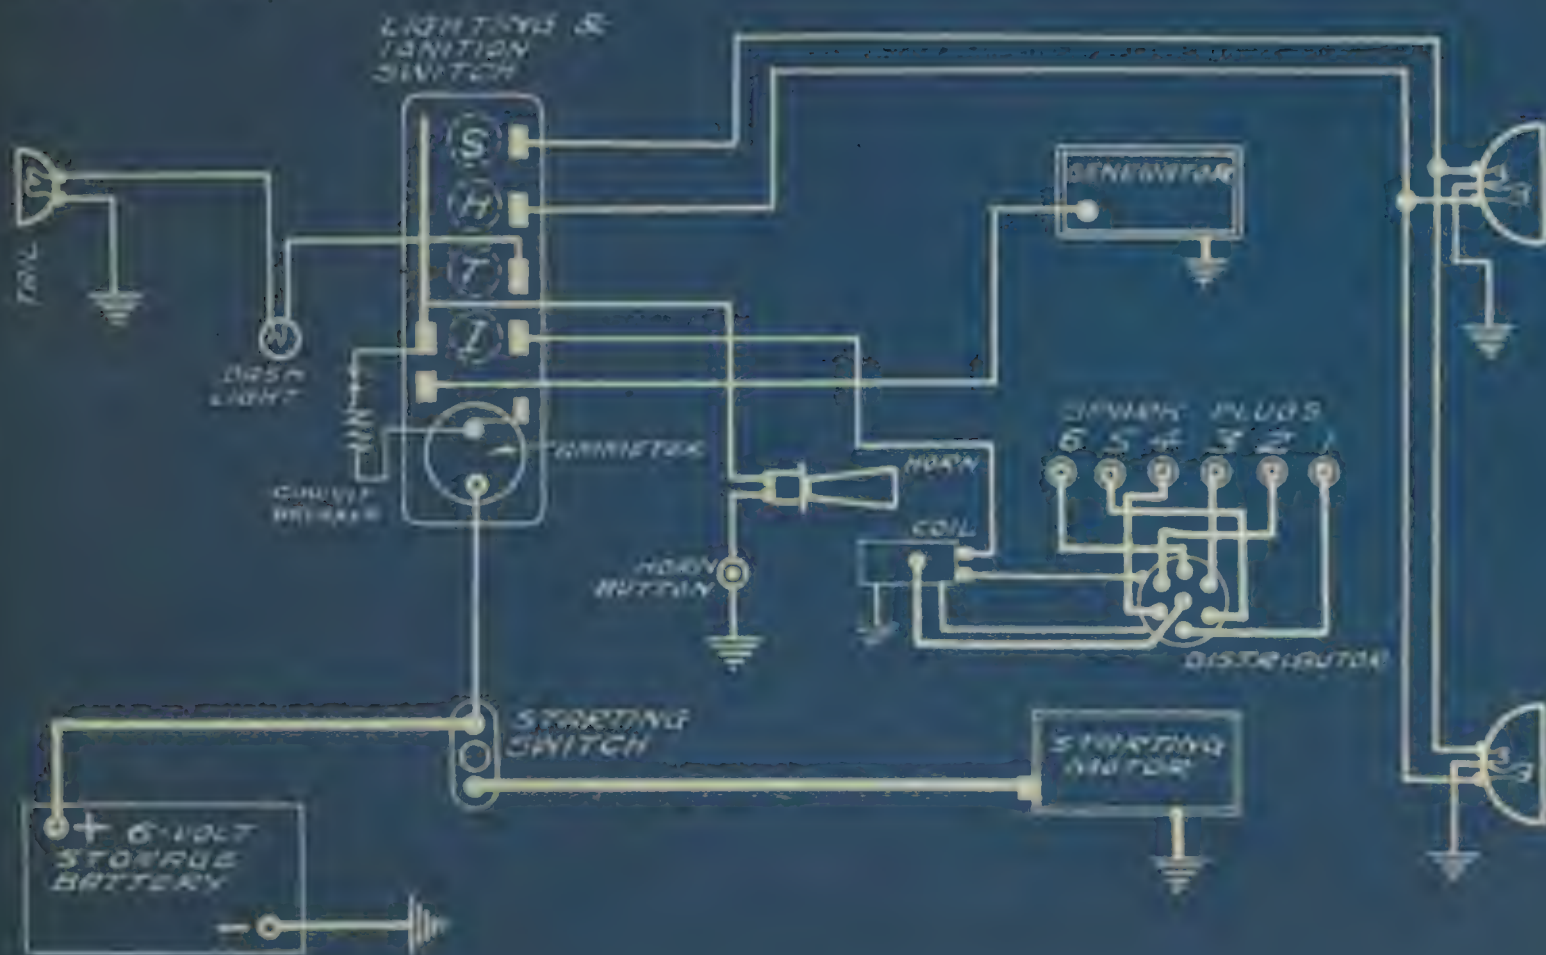 LIGHTING &
IGNITION
SWITCH
S
H
T
I
TAIL
DASH
LIGHT
CIRCUIT
BREAKER
AMMETER
GENERATOR
SPARK PLUGS
6 5 4 3 2 1
HORN
COIL
HORN
BUTTON
DISTRIBUTOR
STARTING
SWITCH
STARTING
MOTOR
+ 6-VOLT
STORAGE
BATTERY
-